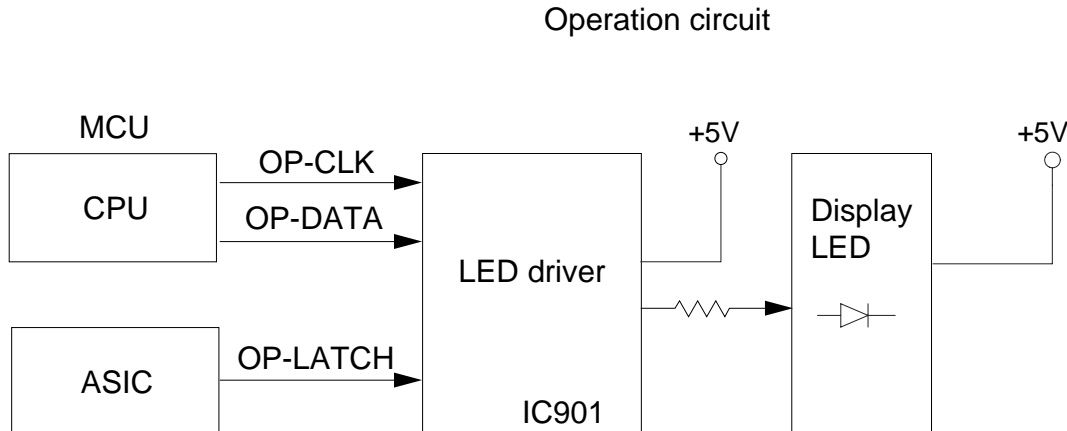 Operation circuit
MCU
CPU
OP-CLK
OP-DATA
ASIC
OP-LATCH
LED driver
IC901
+5V
Display
LED
+5V